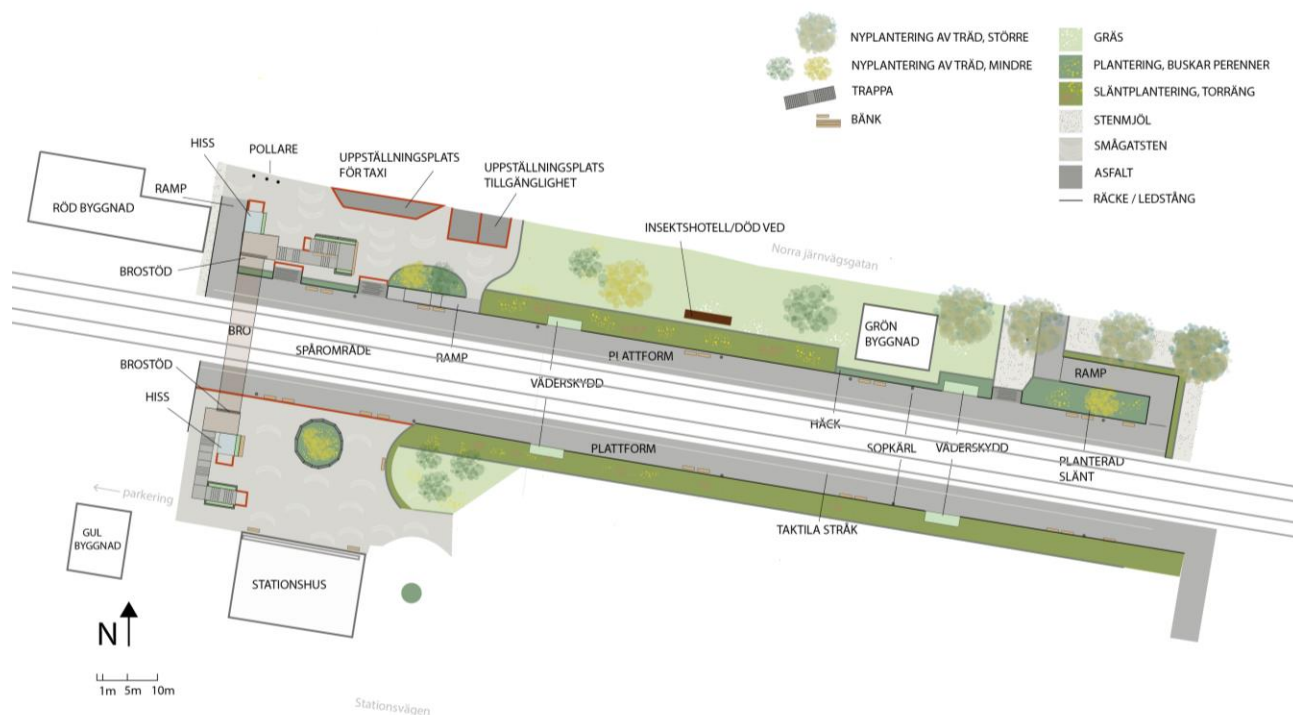 NYPLANTERING AV TRÄD, STÖRRE
NYPLANTERING AV TRÄD, MINDRE
TRAPPA
BÄNK
GRÄS
PLANTERING, BUSKAR PERENNER
SLÄNTPLANTERING, TORRÄNG
STENMJÖL
SMÅGATSTEN
ASFALT
RÄCKE / LEDSTÅNG
HISS
POLLARE
UPPSTÄLLNINGSPLATS
FÖR TAXI
UPPSTÄLLNINGSPLATS
TILLGÄNGLIGHET
RAMP
RÖD BYGGNAD
INSEKTSHOTELL/DÖD VED
Norra järnvägsgatan
BROSTÖD
GRÖN
BYGGNAD
BRO
SPÅROMRÅDE
RAMP
PLATTFORM
RAMP
BROSTÖD
VÄDERSKYDD
HISS
HÄCK
SOPKÄRL
VÄDERSKYDD
PLANTERAD
SLÄNT
PLATTFORM
parkering
TAKTILA STRÅK
GUL
BYGGNAD
STATIONSHUS
N
1m 5m 10m
Stationsvägen